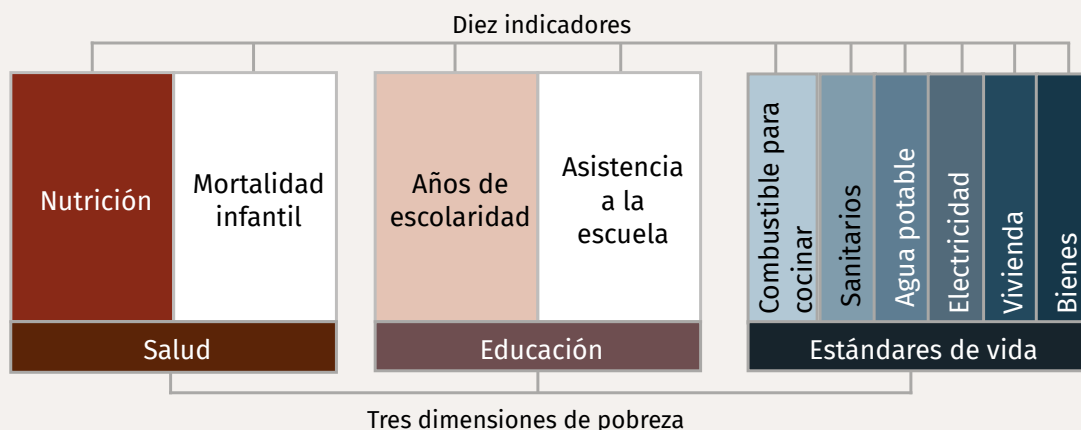 Diez indicadores
Nutrición
Mortalidad
infantil
Años de
escolaridad
Asistencia
a la
escuela
Combustible para
cocinar
Sanitarios
Agua potable
Electricidad
Vivienda
Bienes
Salud
Educación
Estándares de vida
Tres dimensiones de pobreza